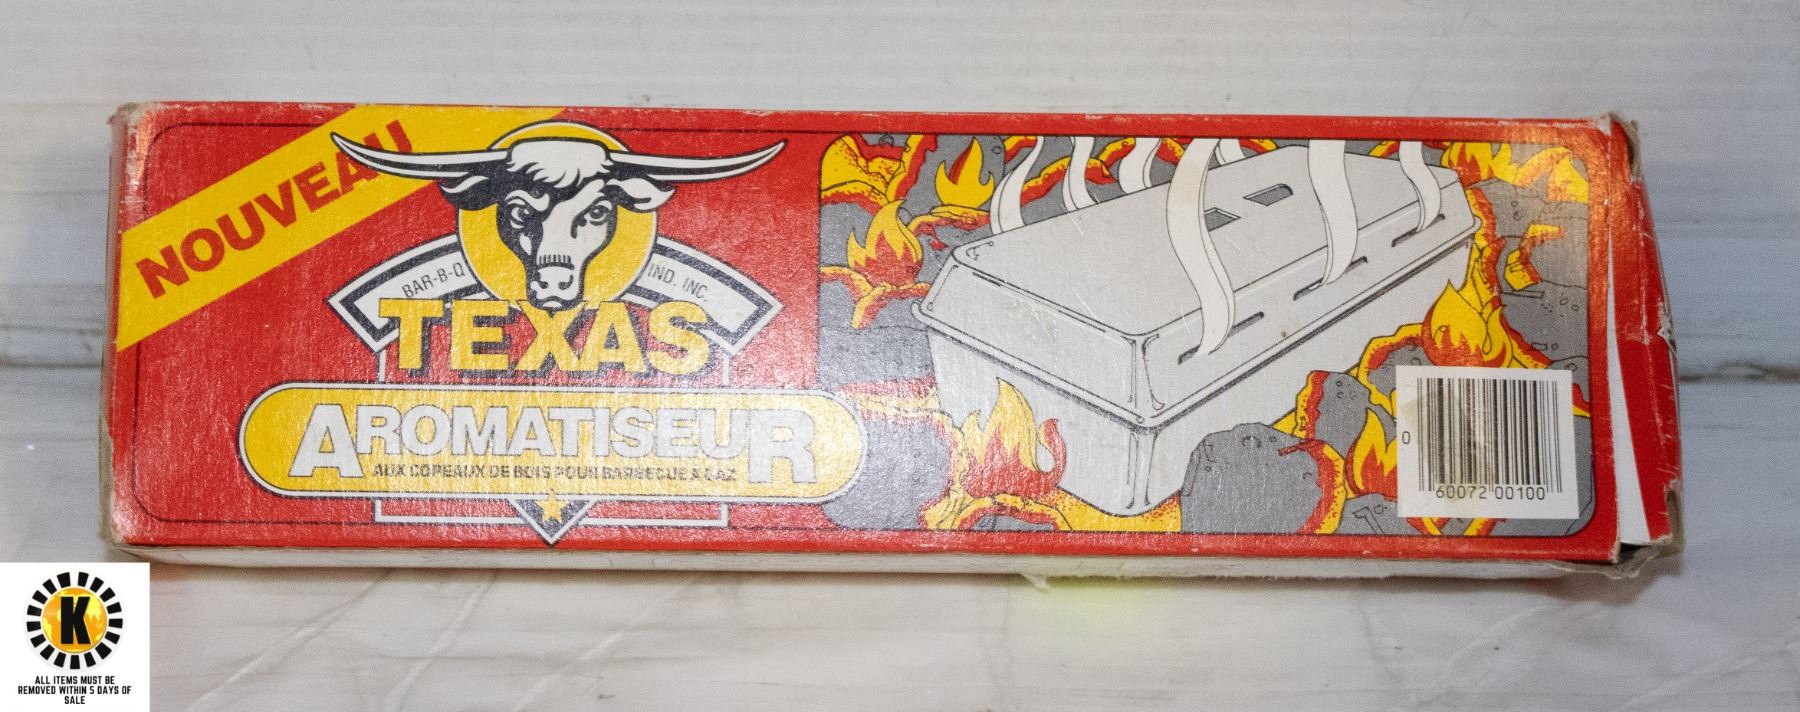 NOUVEAU
BAR-B-Q IND. INC.
TEXAS
AROMATISEUR
AUX COPEAUX DE BOIS POUR BARBECUE À GAZ
0 60072 00100
K
ALL ITEMS MUST BE
REMOVED WITHIN 5 DAYS OF
SALE